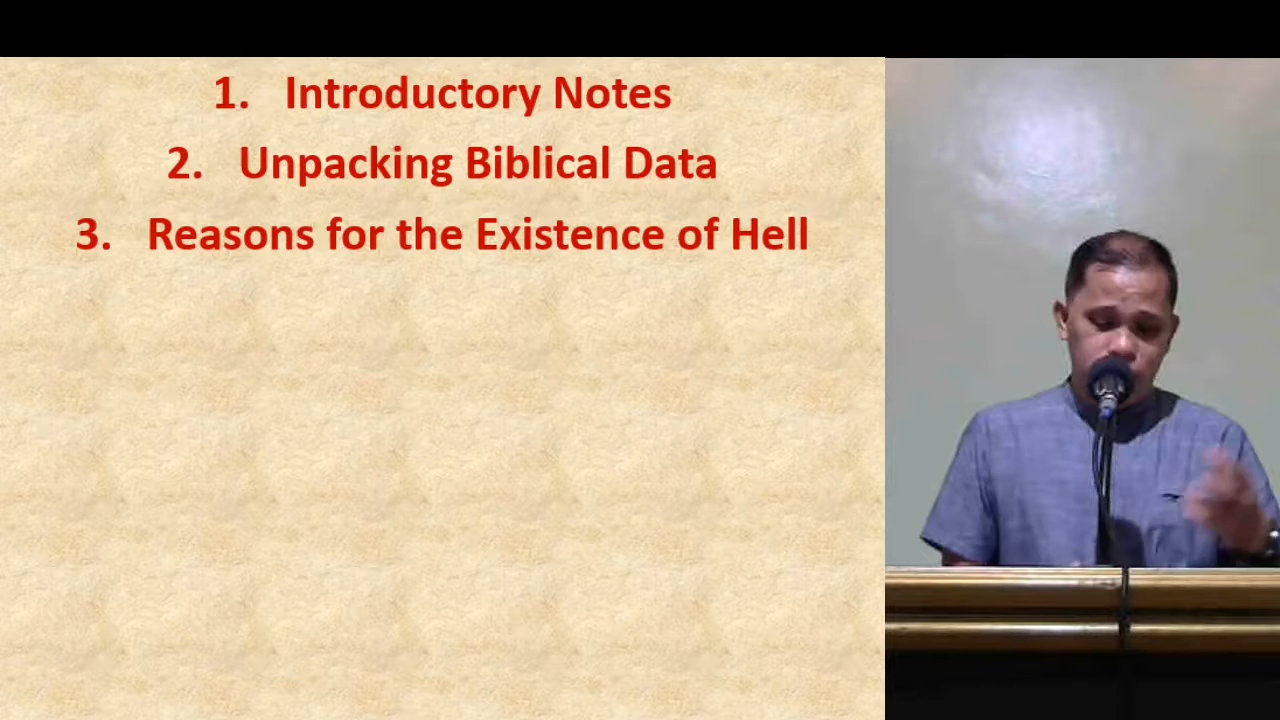 1. Introductory Notes
2. Unpacking Biblical Data
3. Reasons for the Existence of Hell